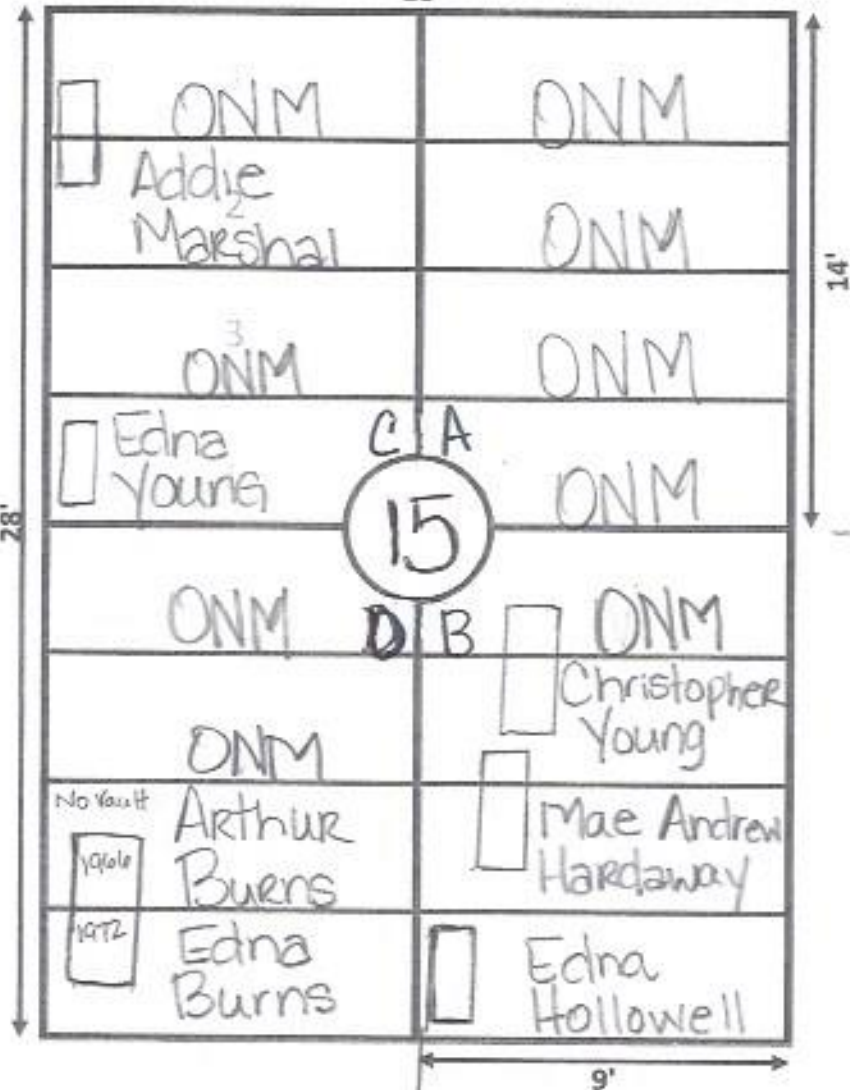 ONM
ONM
Addie
2
Marshal
ONM
3
ONM
ONM
Edna
Young
C A
ONM
15
28'
14'
ONM
D B
ONM
Christopher
Young
ONM
No Vault
Arthur
Burns
1966
Mae Andrew
Hardaway
1972
Edna
Burns
Edna
Hollowell
9'